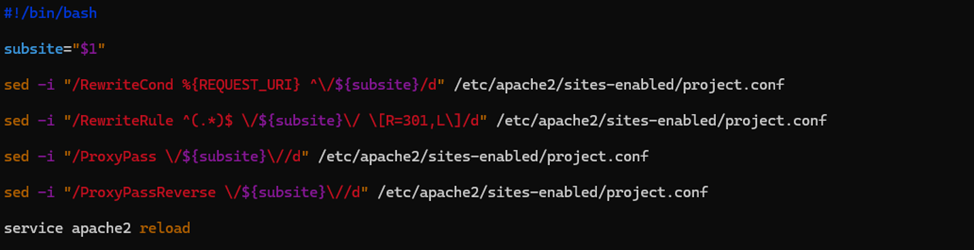 #!/bin/bash
subsite="$1"
sed -i "/RewriteCond %{REQUEST_URI} ^\/${subsite}/d" /etc/apache2/sites-enabled/project.conf
sed -i "/RewriteRule ^(.*)$ \/${subsite}\/ \[R=301,L\]/d" /etc/apache2/sites-enabled/project.conf
sed -i "/ProxyPass \/${subsite}\//d" /etc/apache2/sites-enabled/project.conf
sed -i "/ProxyPassReverse \/${subsite}\//d" /etc/apache2/sites-enabled/project.conf
service apache2 reload